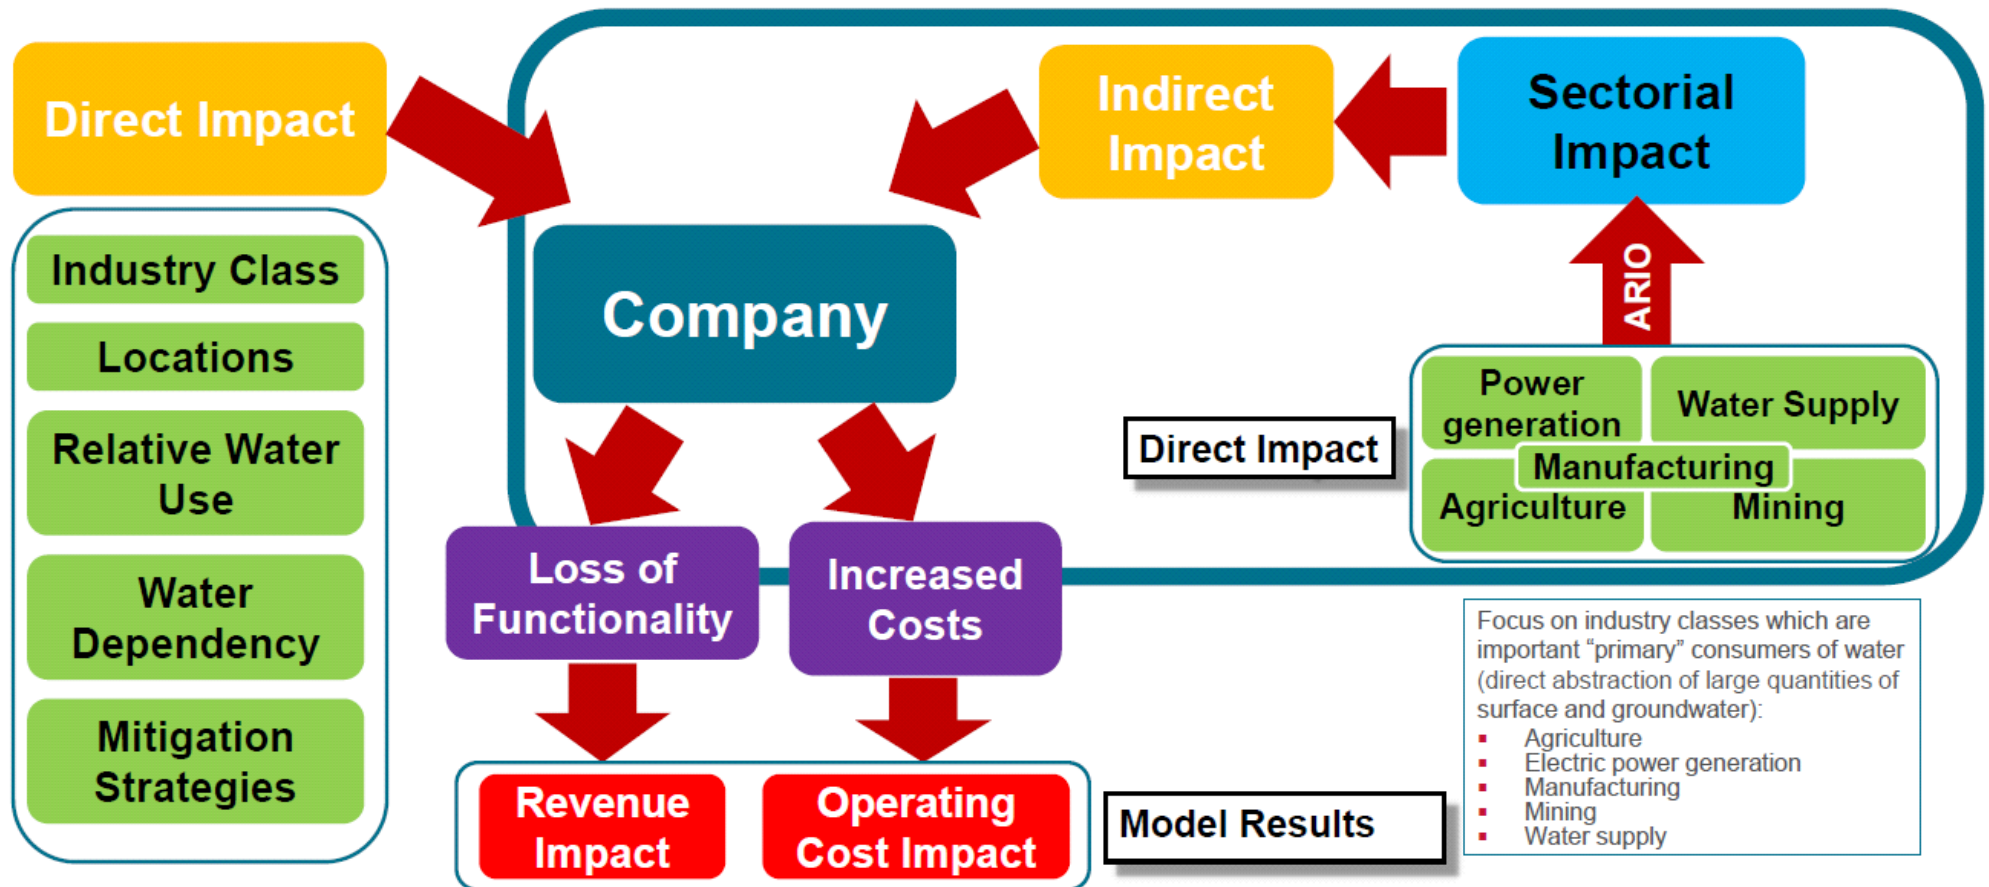 Direct Impact
Industry Class
Locations
Relative Water
Use
Water
Dependency
Mitigation
Strategies
Company
Indirect
Impact
Sectorial
Impact
ARIO
Power
generation
Water Supply
Manufacturing
Agriculture
Mining
Direct Impact
Loss of
Functionality
Increased
Costs
Revenue
Impact
Operating
Cost Impact
Model Results
Focus on industry classes which are
important “primary” consumers of water
(direct abstraction of large quantities of
surface and groundwater):
▪ Agriculture
▪ Electric power generation
▪ Manufacturing
▪ Mining
▪ Water supply